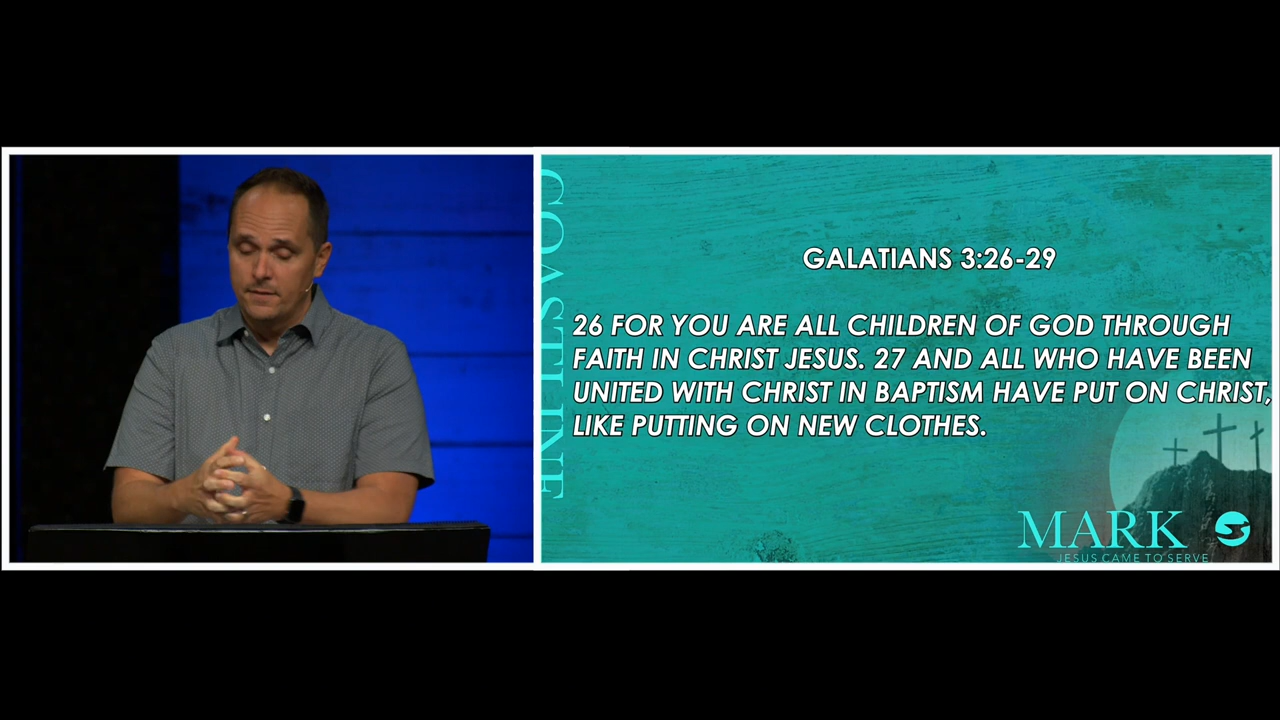 COASTLINE
GALATIANS 3:26-29
26 FOR YOU ARE ALL CHILDREN OF GOD THROUGH
FAITH IN CHRIST JESUS. 27 AND ALL WHO HAVE BEEN
UNITED WITH CHRIST IN BAPTISM HAVE PUT ON CHRIST,
LIKE PUTTING ON NEW CLOTHES.
MARK
JESUS CAME TO SERVE